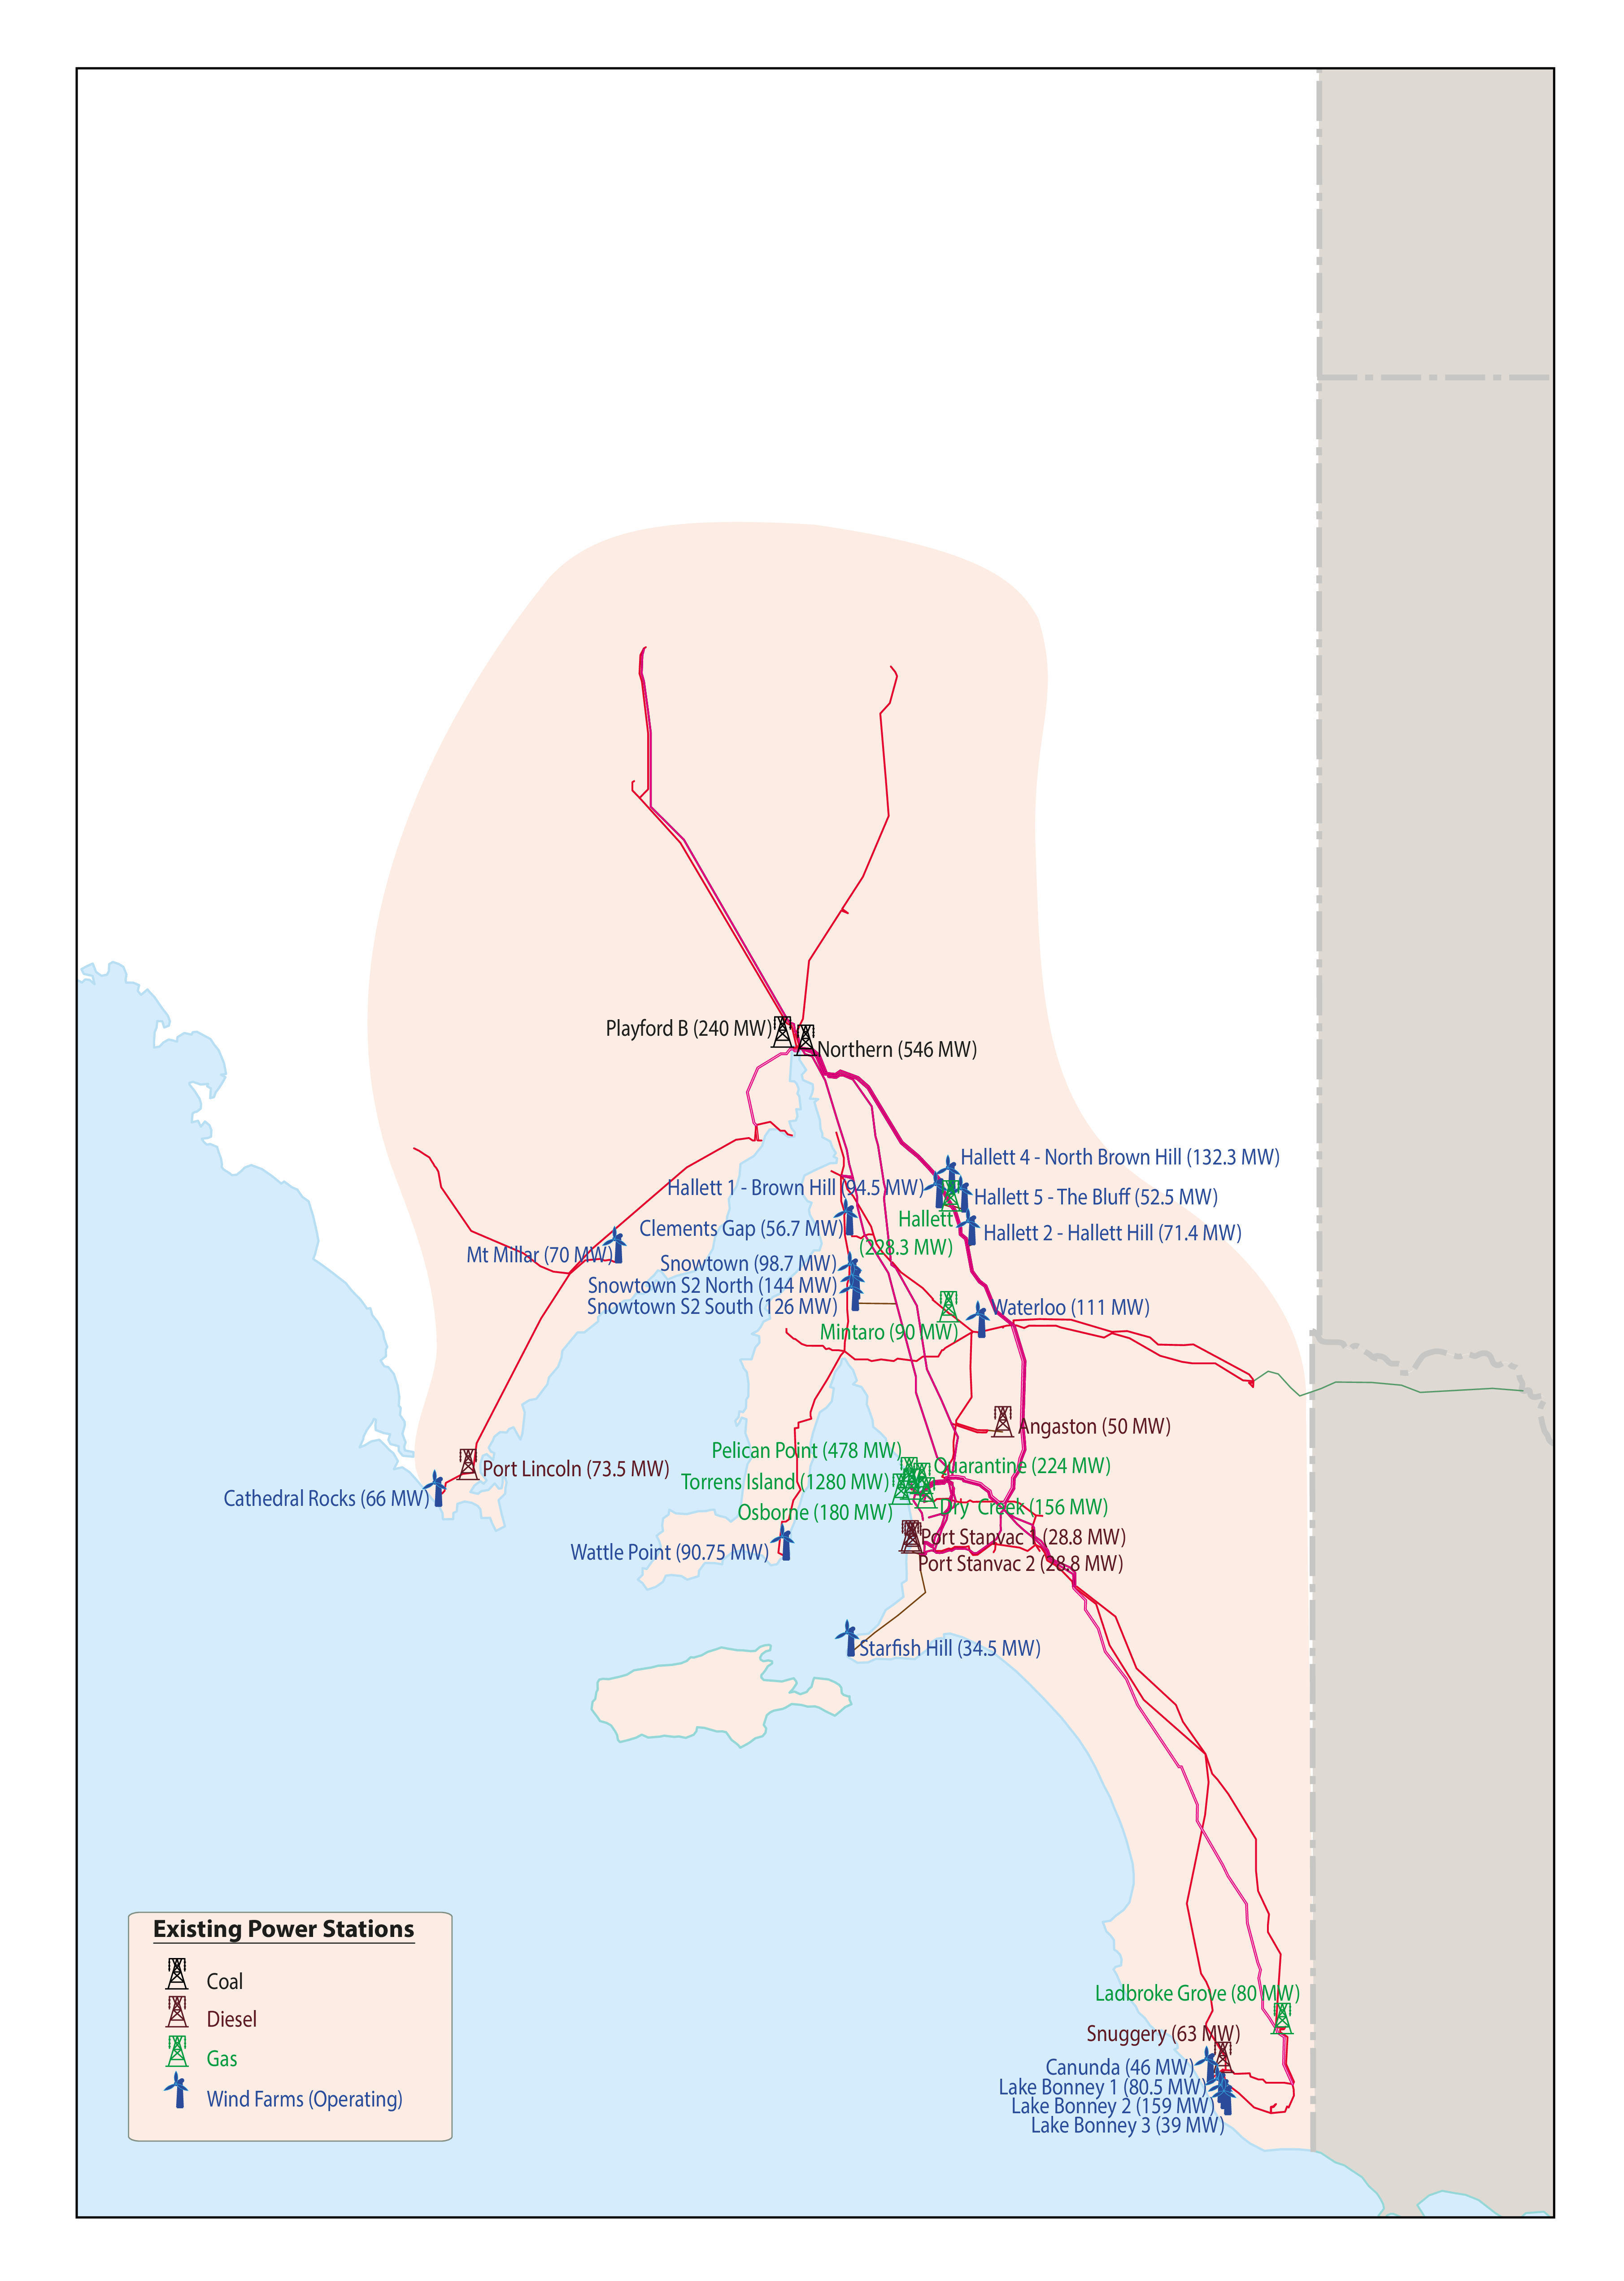 Playford B (240 MW)
Northern (546 MW)
Hallett 4 - North Brown Hill (132.3 MW)
Hallett 1 - Brown Hill (94.5 MW)
Hallett 5 - The Bluff (52.5 MW)
Hallett
(228.3 MW)
Clements Gap (56.7 MW)
Hallett 2 - Hallett Hill (71.4 MW)
Mt Millar (70 MW)
Snowtown (98.7 MW)
Snowtown S2 North (144 MW)
Snowtown S2 South (126 MW)
Waterloo (111 MW)
Mintaro (90 MW)
Angaston (50 MW)
Pelican Point (478 MW)
Quarantine (224 MW)
Port Lincoln (73.5 MW)
Torrens Island (1280 MW)
Cathedral Rocks (66 MW)
Osborne (180 MW)
Dry Creek (156 MW)
Port Stanvac 1 (28.8 MW)
Wattle Point (90.75 MW)
Port Stanvac 2 (28.8 MW)
Starfish Hill (34.5 MW)
Ladbroke Grove (80 MW)
Snuggery (63 MW)
Canunda (46 MW)
Lake Bonney 1 (80.5 MW)
Lake Bonney 2 (159 MW)
Lake Bonney 3 (39 MW)
Existing Power Stations
Coal
Diesel
Gas
Wind Farms (Operating)